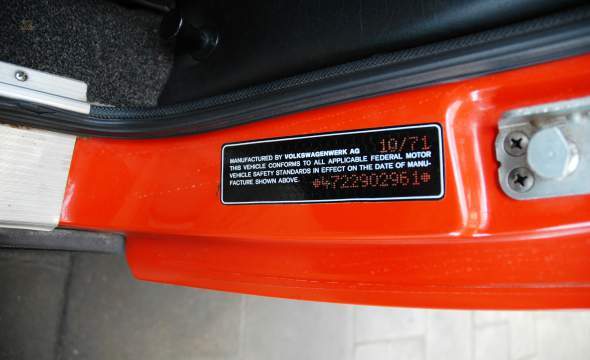 MANUFACTURED BY VOLKSWAGENWERK AG 10/71
THIS VEHICLE CONFORMS TO ALL APPLICABLE FEDERAL MOTOR
VEHICLE SAFETY STANDARDS IN EFFECT ON THE DATE OF MANU-
FACTURE SHOWN ABOVE. *4722902961*